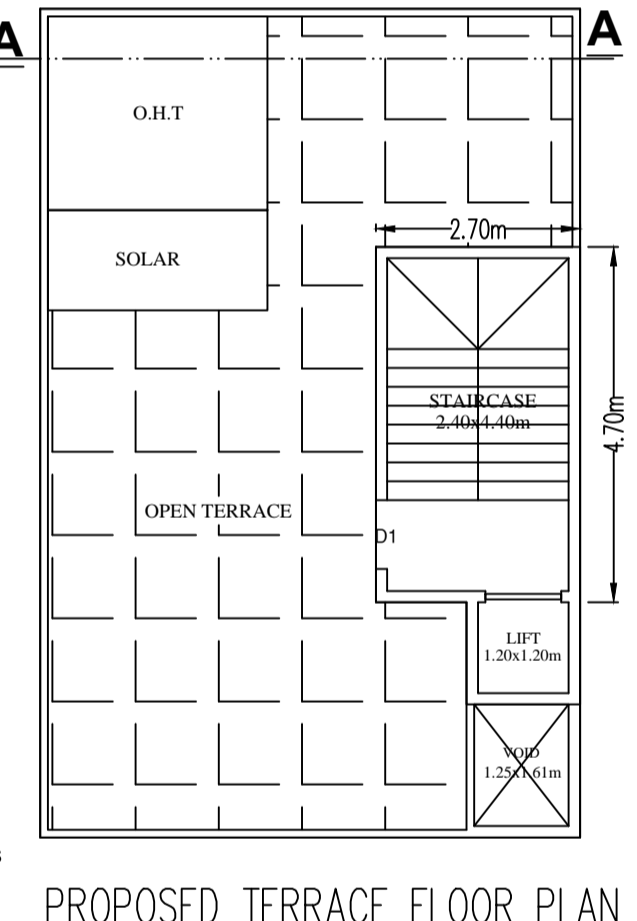 A
A
O.H.T
2.70m
SOLAR
STAIRCASE
2.40x4.40m
4.70m
OPEN TERRACE
D1
LIFT
1.20x1.20m
VOID
1.25x1.61m
PROPOSED TERRACE FLOOR PLAN